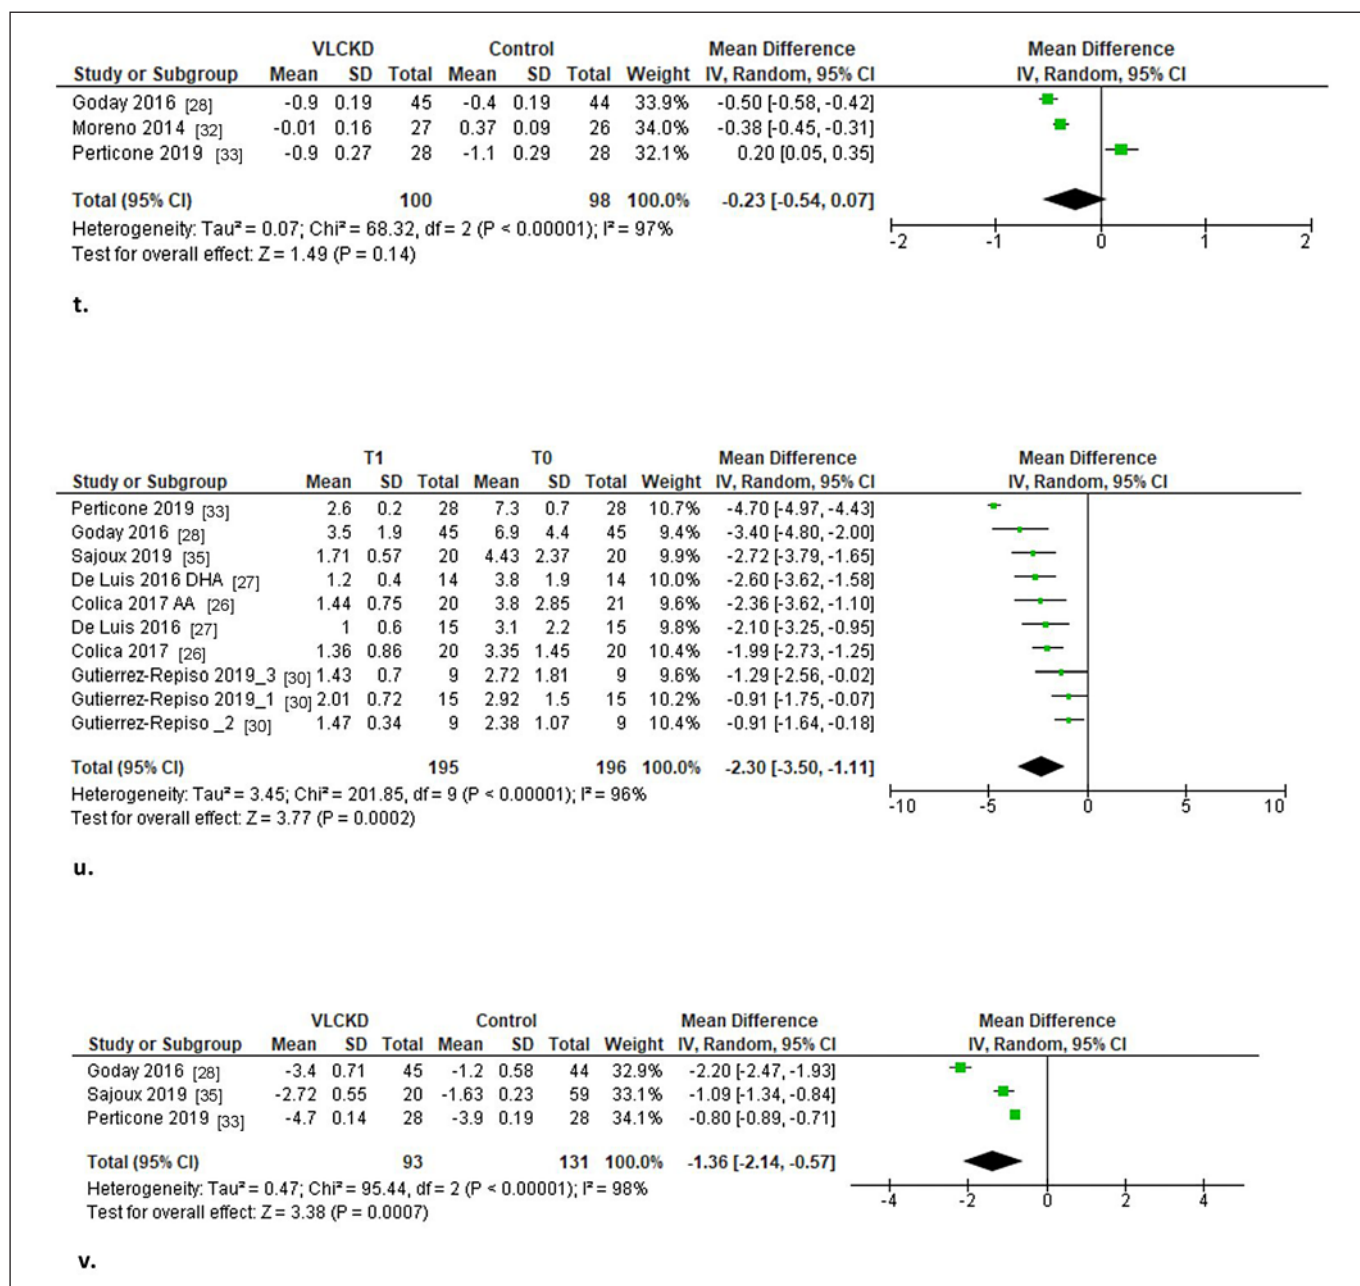 VLCKD Control Mean Difference Mean Difference
Study or Subgroup Mean SD Total Mean SD Total Weight IV, Random, 95% CI IV, Random, 95% CI
Goday 2016 [28] -0.9 0.19 45 -0.4 0.19 44 33.9% -0.50 [-0.58, -0.42]
Moreno 2014 [32] -0.01 0.16 27 0.37 0.09 26 34.0% -0.38 [-0.45, -0.31]
Perticone 2019 [33] -0.9 0.27 28 -1.1 0.29 28 32.1% 0.20 [0.05, 0.35]
Total (95% CI) 100 98 100.0% -0.23 [-0.54, 0.07]
Heterogeneity: Tau² = 0.07; Chi² = 68.32, df = 2 (P < 0.00001); I² = 97%
Test for overall effect: Z = 1.49 (P = 0.14)
-2 -1 0 1 2
t.
T1 T0 Mean Difference Mean Difference
Study or Subgroup Mean SD Total Mean SD Total Weight IV, Random, 95% CI IV, Random, 95% CI
Perticone 2019 [33] 2.6 0.2 28 7.3 0.7 28 10.7% -4.70 [-4.97, -4.43]
Goday 2016 [28] 3.5 1.9 45 6.9 4.4 45 9.4% -3.40 [-4.80, -2.00]
Sajoux 2019 [35] 1.71 0.57 20 4.43 2.37 20 9.9% -2.72 [-3.79, -1.65]
De Luis 2016 DHA [27] 1.2 0.4 14 3.8 1.9 14 10.0% -2.60 [-3.62, -1.58]
Colica 2017 AA [26] 1.44 0.75 20 3.8 2.85 21 9.6% -2.36 [-3.62, -1.10]
De Luis 2016 [27] 1 0.6 15 3.1 2.2 15 9.8% -2.10 [-3.25, -0.95]
Colica 2017 [26] 1.36 0.86 20 3.35 1.45 20 10.4% -1.99 [-2.73, -1.25]
Gutierrez-Repiso 2019_3 [30] 1.43 0.7 9 2.72 1.81 9 9.6% -1.29 [-2.56, -0.02]
Gutierrez-Repiso 2019_1 [30] 2.01 0.72 15 2.92 1.5 15 10.2% -0.91 [-1.75, -0.07]
Gutierrez-Repiso _2 [30] 1.47 0.34 9 2.38 1.07 9 10.4% -0.91 [-1.64, -0.18]
Total (95% CI) 195 196 100.0% -2.30 [-3.50, -1.11]
Heterogeneity: Tau² = 3.45; Chi² = 201.85, df = 9 (P < 0.00001); I² = 96%
Test for overall effect: Z = 3.77 (P = 0.0002)
-10 -5 0 5 10
u.
VLCKD Control Mean Difference Mean Difference
Study or Subgroup Mean SD Total Mean SD Total Weight IV, Random, 95% CI IV, Random, 95% CI
Goday 2016 [28] -3.4 0.71 45 -1.2 0.58 44 32.9% -2.20 [-2.47, -1.93]
Sajoux 2019 [35] -2.72 0.55 20 -1.63 0.23 59 33.1% -1.09 [-1.34, -0.84]
Perticone 2019 [33] -4.7 0.14 28 -3.9 0.19 28 34.1% -0.80 [-0.89, -0.71]
Total (95% CI) 93 131 100.0% -1.36 [-2.14, -0.57]
Heterogeneity: Tau² = 0.47; Chi² = 95.44, df = 2 (P < 0.00001); I² = 98%
Test for overall effect: Z = 3.38 (P = 0.0007)
-4 -2 0 2 4
v.